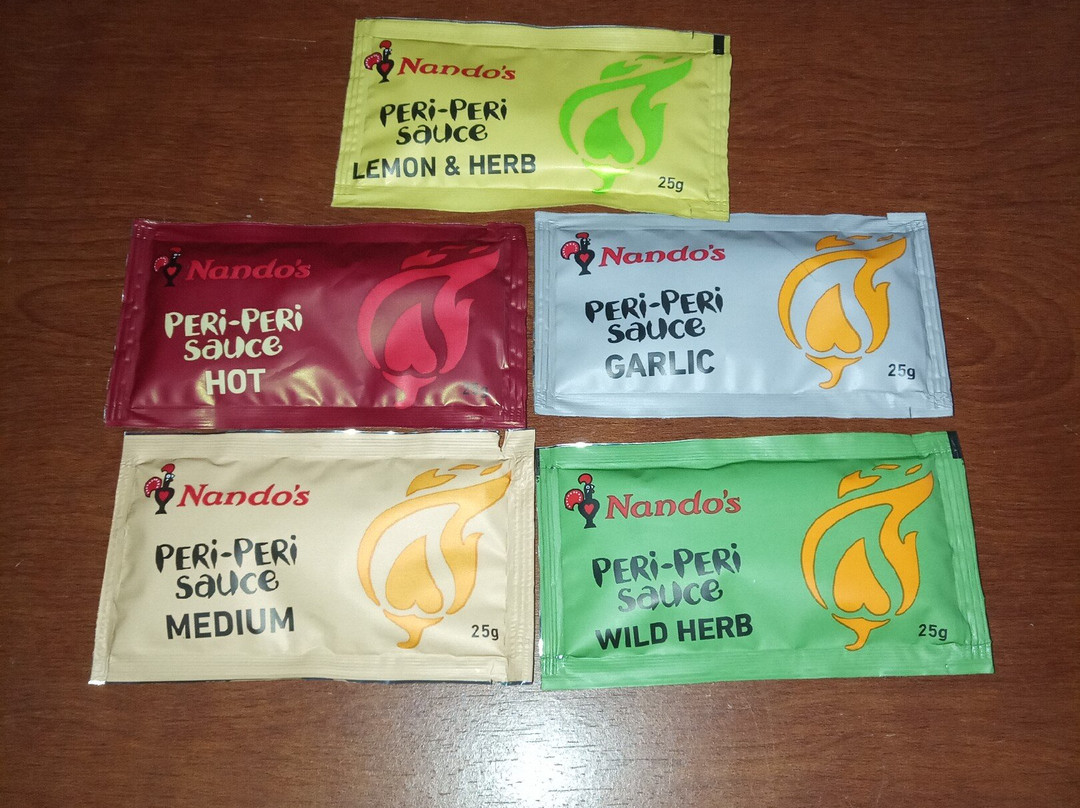 Nando's
PERi-PERi
sauce
LEMON & HERB
25g
Nando's
PERi-PERi
sauce
HOT
Nando's
PERi-PERi
sauce
GARLIC
25g
Nando's
PERi-PERi
sauce
MEDIUM
25g
Nando's
PERi-PERi
sauce
WILD HERB
25g